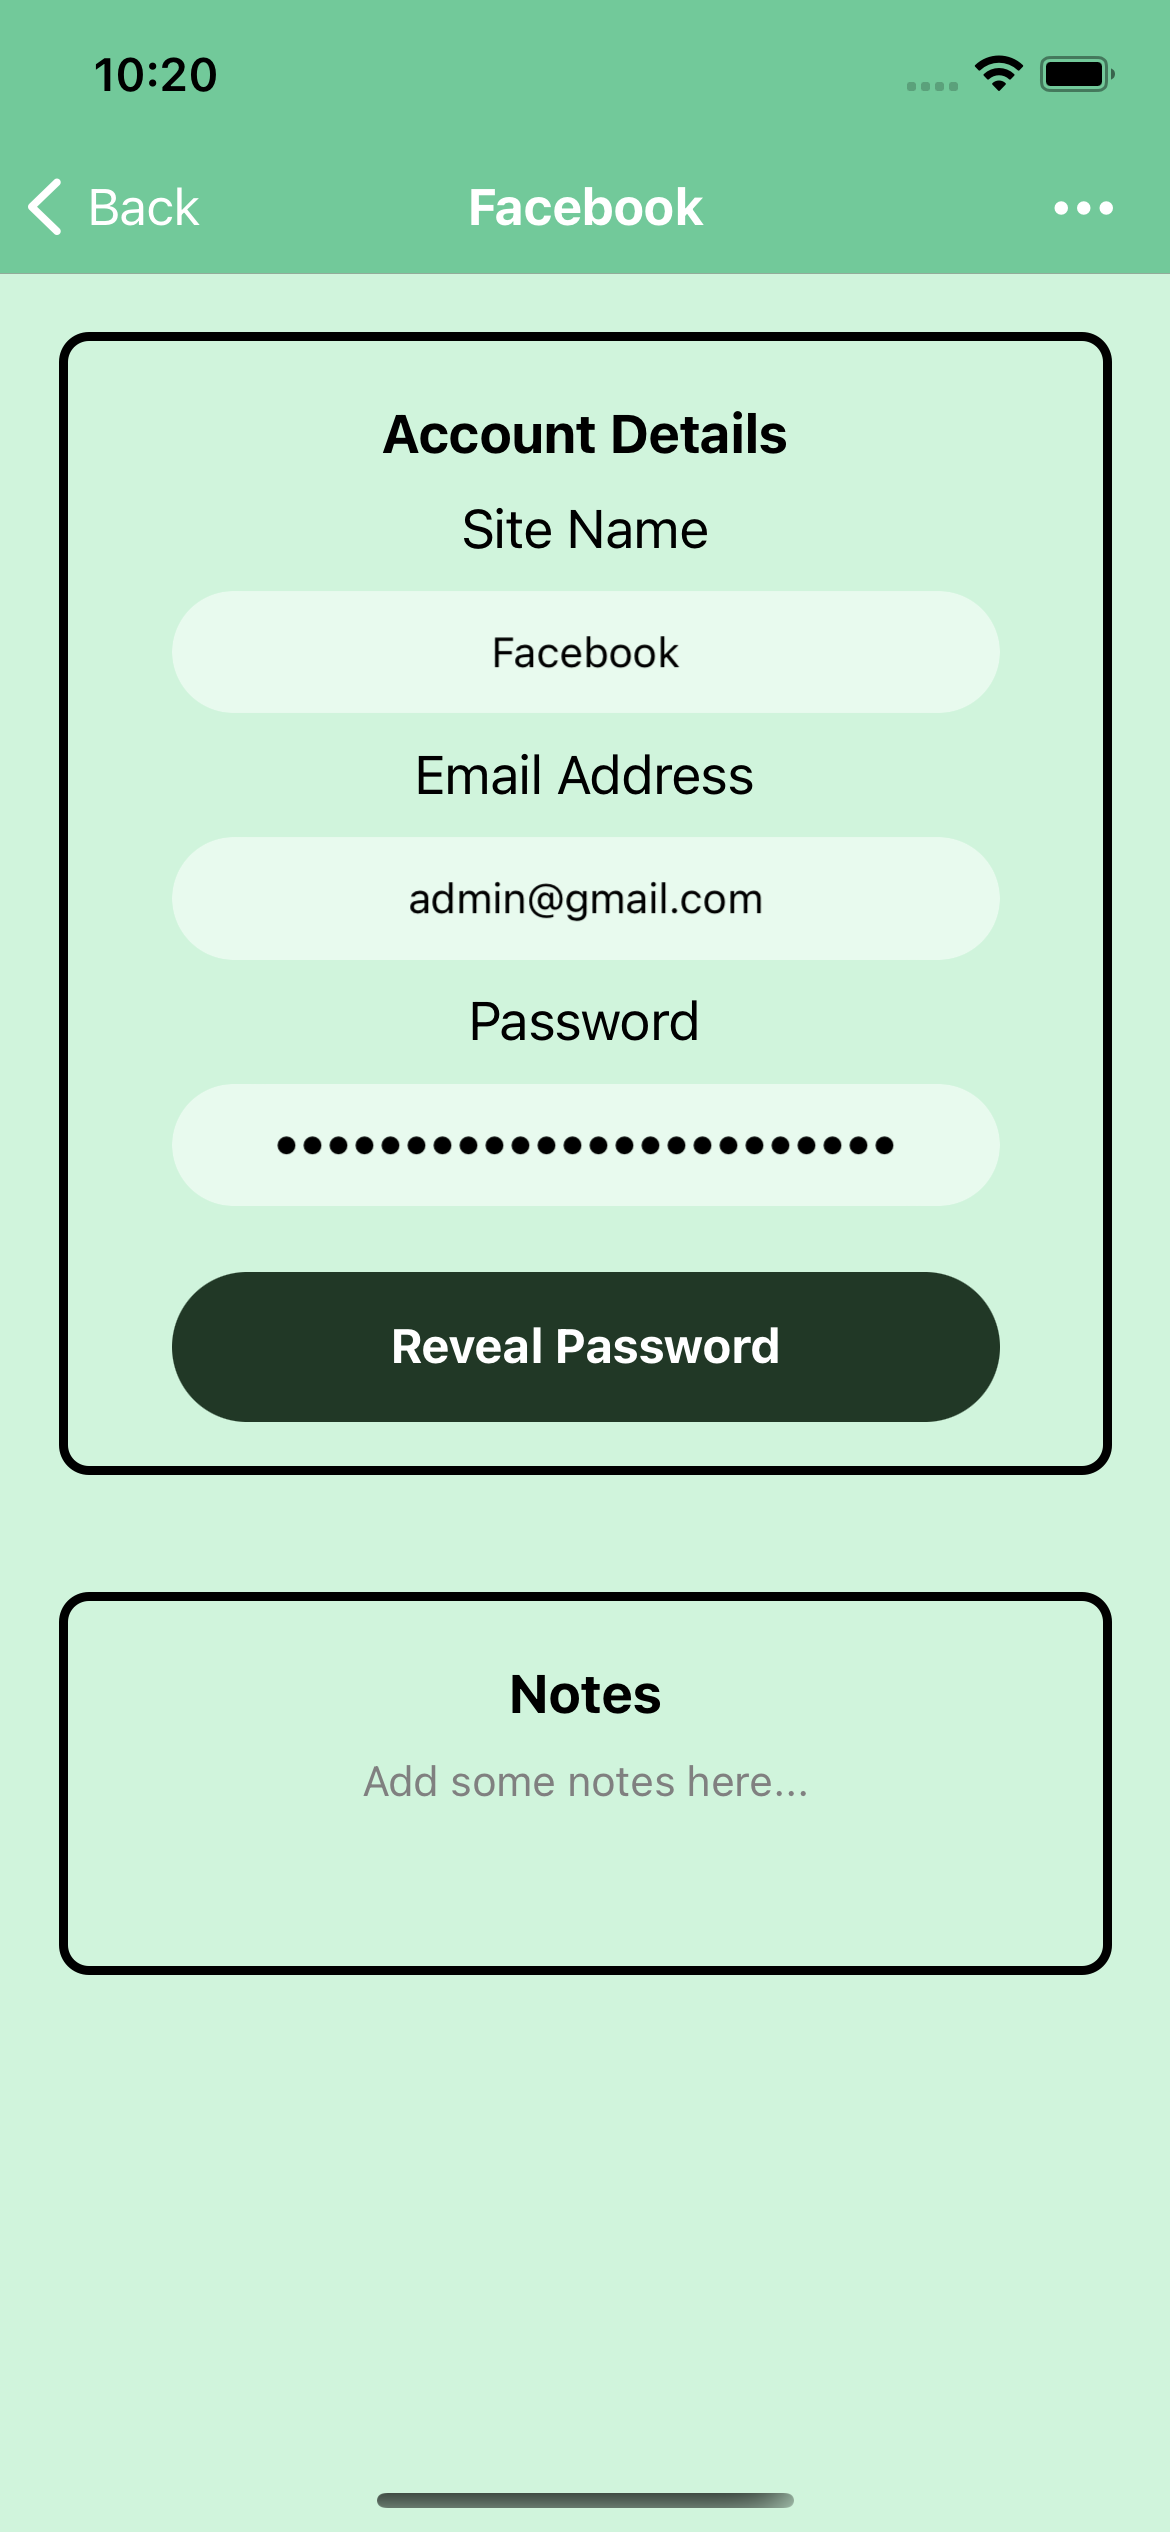 10:20
Back
Facebook
Account Details
Site Name
Facebook
Email Address
admin@gmail.com
Password
••••••••••••••••••••••••
Reveal Password
Notes
Add some notes here...